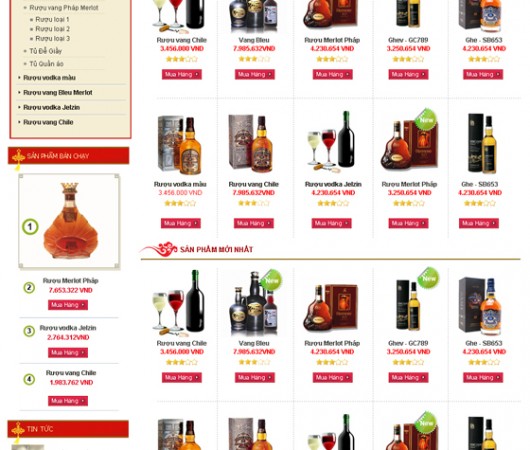 Rượu vang Pháp Merlot
Rượu loại 1
Rượu loại 2
Rượu loại 3
Tủ Đề Giầy
Tủ Quần áo
Rượu vodka màu
Rượu vang Bleu Merlot
Rượu vodka Jelzin
Rượu vang Chile
SẢN PHẨM BÁN CHẠY
1
2
Rượu Merlot Pháp
7.653.322 VND
Mua Hàng
3
Rượu vodka Jelzin
2.764.312VND
Mua Hàng
4
Rượu vang Chile
1.983.762 VND
Mua Hàng
TIN TỨC
Rượu vang Chile Vang Bleu Rượu Merlot Pháp Ghev - GC789 Ghe - SB653
3.456.000 VND 7.985.632VND 4.230.654 VND 3.250.654 VND 4.230.654 VND
Mua Hàng Mua Hàng Mua Hàng Mua Hàng Mua Hàng
New
Rượu vodka màu Rượu vang Chile Rượu vodka Jelzin Rượu Merlot Pháp Ghe - SB653
3.456.000 VND 7.985.632VND 4.230.654 VND 3.250.654 VND 4.230.654 VND
Mua Hàng Mua Hàng Mua Hàng Mua Hàng Mua Hàng
SẢN PHẨM MỚI NHẤT
New New
Rượu vang Chile Vang Bleu Rượu Merlot Pháp Ghev - GC789 Ghe - SB653
3.456.000 VND 7.985.632VND 4.230.654 VND 3.250.654 VND 4.230.654 VND
Mua Hàng Mua Hàng Mua Hàng Mua Hàng Mua Hàng
New